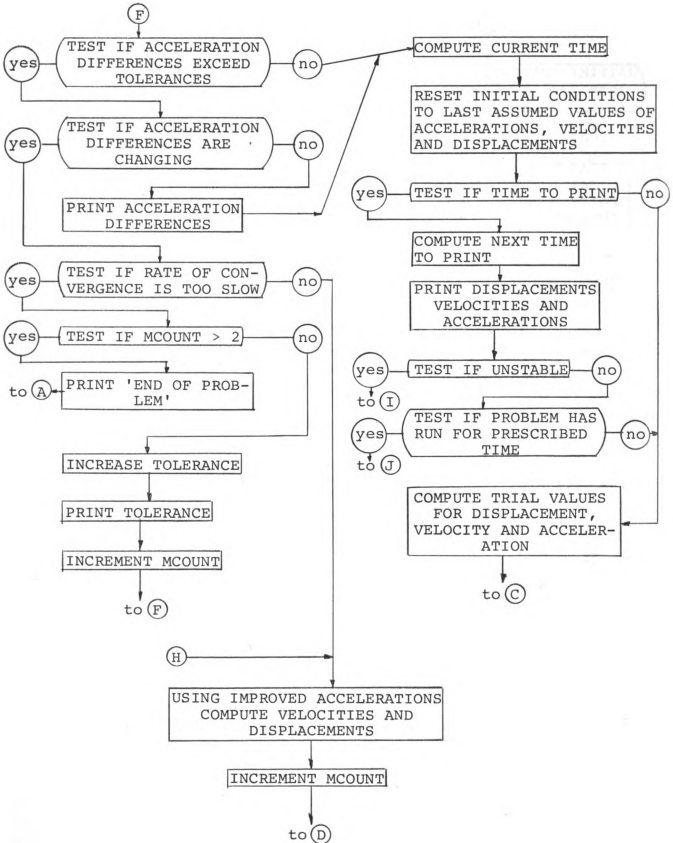 F
TEST IF ACCELERATION
DIFFERENCES EXCEED
TOLERANCES
yes
no
TEST IF ACCELERATION
DIFFERENCES ARE
CHANGING
yes
no
PRINT ACCELERATION
DIFFERENCES
TEST IF RATE OF CON-
VERGENCE IS TOO SLOW
yes
no
TEST IF MCOUNT > 2
yes
no
PRINT 'END OF PROB-
LEM'
to A
INCREASE TOLERANCE
PRINT TOLERANCE
INCREMENT MCOUNT
to F
COMPUTE CURRENT TIME
RESET INITIAL CONDITIONS
TO LAST ASSUMED VALUES OF
ACCELERATIONS, VELOCITIES
AND DISPLACEMENTS
yes
TEST IF TIME TO PRINT
no
COMPUTE NEXT TIME
TO PRINT
PRINT DISPLACEMENTS
VELOCITIES AND
ACCELERATIONS
yes
TEST IF UNSTABLE
no
to I
TEST IF PROBLEM HAS
RUN FOR PRESCRIBED
TIME
yes
no
to J
COMPUTE TRIAL VALUES
FOR DISPLACEMENT,
VELOCITY AND ACCELER-
ATION
to C
H
USING IMPROVED ACCELERATIONS
COMPUTE VELOCITIES AND
DISPLACEMENTS
INCREMENT MCOUNT
to D